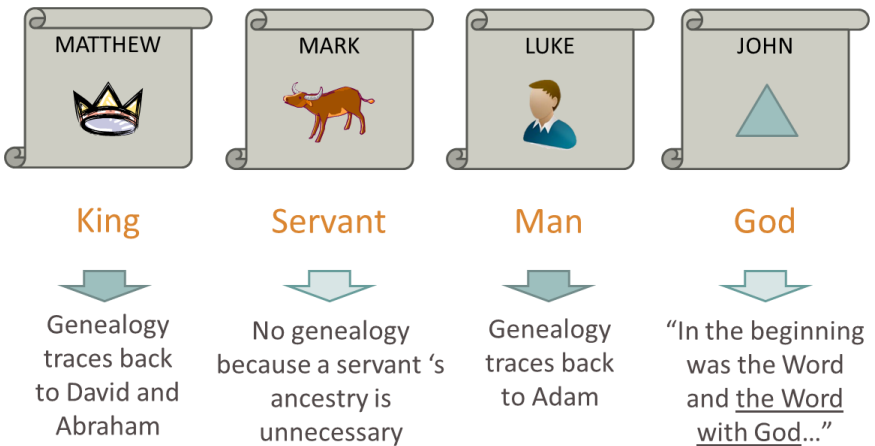 MATTHEW
MARK
LUKE
JOHN
King
Servant
Man
God
Genealogy
traces back
to David and
Abraham
No genealogy
because a servant ‘s
ancestry is
unnecessary
Genealogy
traces back
to Adam
“In the beginning
was the Word
and the Word
with God…”